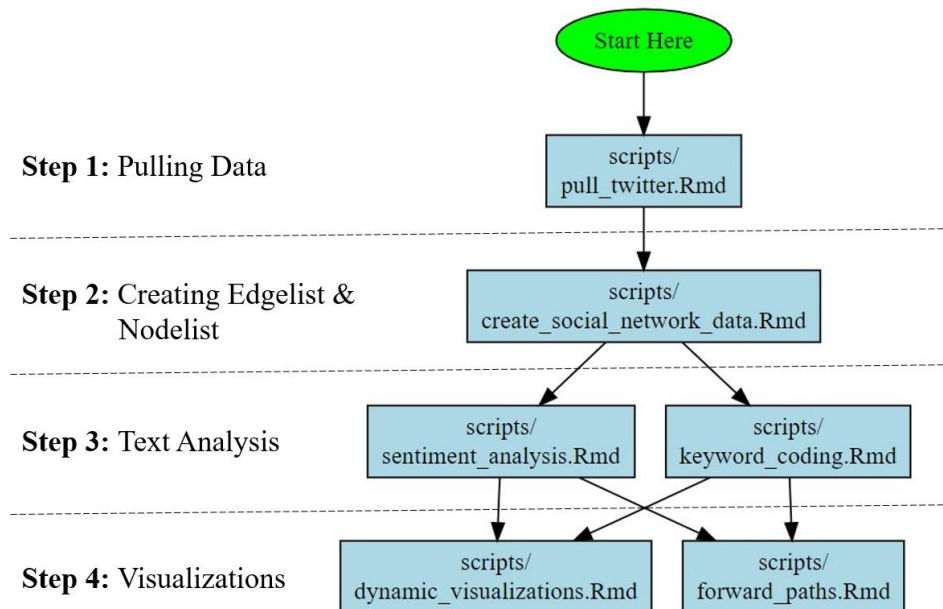 Start Here
Step 1: Pulling Data
scripts/
pull_twitter.Rmd
Step 2: Creating Edgelist &
Nodelist
scripts/
create_social_network_data.Rmd
Step 3: Text Analysis
scripts/
sentiment_analysis.Rmd
scripts/
keyword_coding.Rmd
Step 4: Visualizations
scripts/
dynamic_visualizations.Rmd
scripts/
forward_paths.Rmd